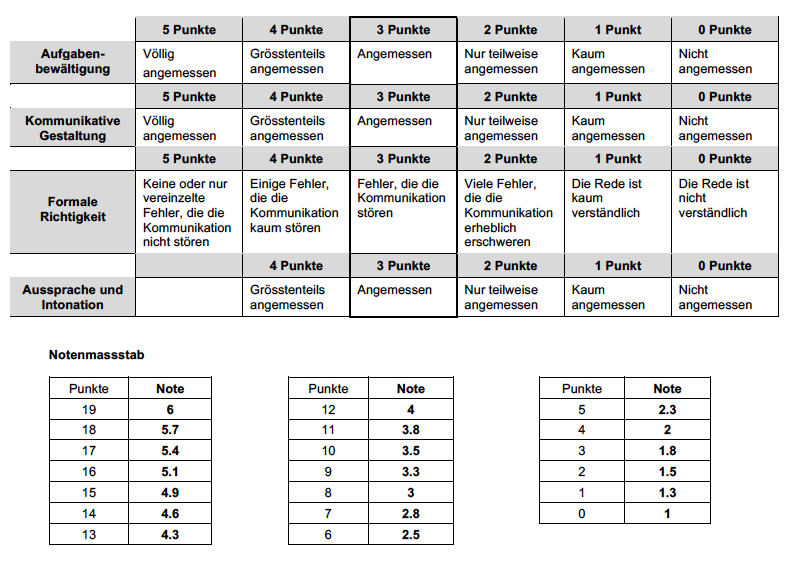 5 Punkte 4 Punkte 3 Punkte 2 Punkte 1 Punkt 0 Punkte
Aufgaben- Völlig Grösstenteils Angemessen Nur teilweise Kaum Nicht
bewältigung angemessen angemessen angemessen angemessen angemessen
5 Punkte 4 Punkte 3 Punkte 2 Punkte 1 Punkt 0 Punkte
Kommunikative Völlig Grösstenteils Angemessen Nur teilweise Kaum Nicht
Gestaltung angemessen angemessen angemessen angemessen angemessen
5 Punkte 4 Punkte 3 Punkte 2 Punkte 1 Punkt 0 Punkte
Formale
Richtigkeit
Keine oder nur
vereinzelte
Fehler, die die
Kommunikation
nicht stören
Einige Fehler,
die die
Kommunikation
kaum stören
Fehler, die die
Kommunikation
stören
Viele Fehler,
die die
Kommunikation
erheblich
erschweren
Die Rede ist
kaum
verständlich
Die Rede ist
nicht
verständlich
4 Punkte 3 Punkte 2 Punkte 1 Punkt 0 Punkte
Aussprache und Grösstenteils Angemessen Nur teilweise Kaum Nicht
Intonation angemessen angemessen angemessen angemessen
Notenmassstab
Punkte Note
19 6
18 5.7
17 5.4
16 5.1
15 4.9
14 4.6
13 4.3
Punkte Note
12 4
11 3.8
10 3.5
9 3.3
8 3
7 2.8
6 2.5
Punkte Note
5 2.3
4 2
3 1.8
2 1.5
1 1.3
0 1